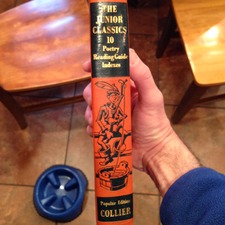 THE
JUNIOR
CLASSICS
10
Poetry
Reading Guide
Indexes
Popular Edition
COLLIER